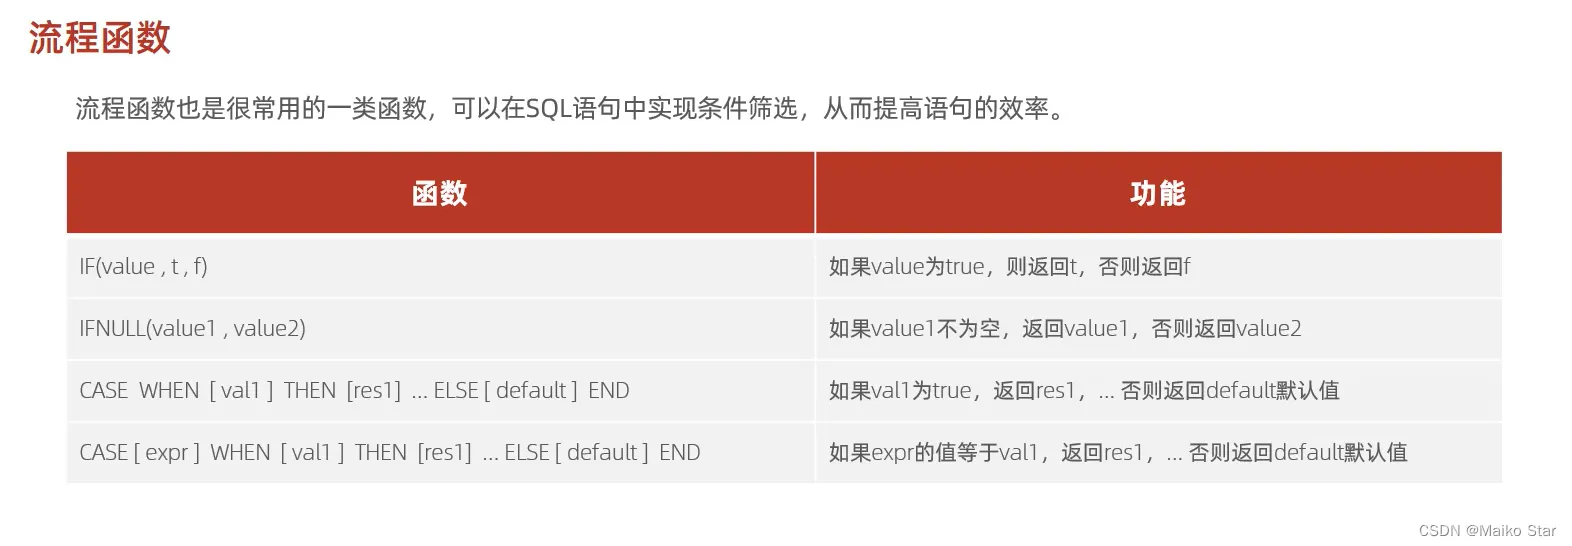 流程函数
流程函数也是很常用的一类函数，可以在SQL语句中实现条件筛选，从而提高语句的效率。
函数 功能
IF(value , t , f) 如果value为true，则返回t，否则返回f
IFNULL(value1 , value2) 如果value1不为空，返回value1，否则返回value2
CASE WHEN [ val1 ] THEN [res1] ... ELSE [ default ] END 如果val1为true，返回res1，... 否则返回default默认值
CASE [ expr ] WHEN [ val1 ] THEN [res1] ... ELSE [ default ] END 如果expr的值等于val1，返回res1，... 否则返回default默认值
CSDN @Maiko Star